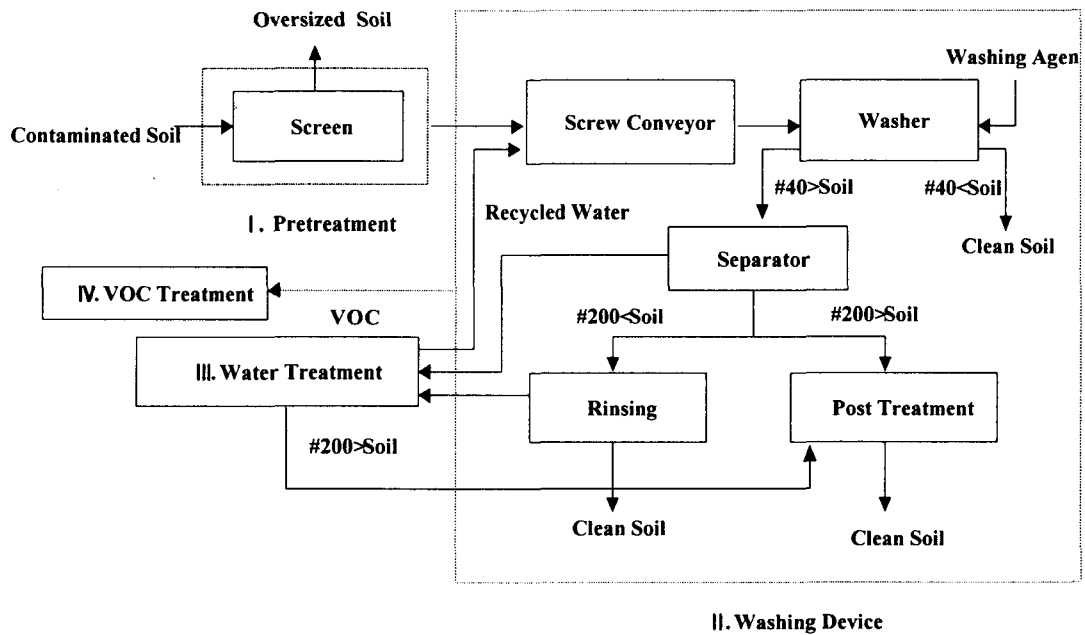 Oversized Soil
Washing Agen
Contaminated Soil
Screen
Screw Conveyor
Washer
#40>Soil
#40<Soil
Ⅰ. Pretreatment
Recycled Water
Clean Soil
Separator
Ⅳ. VOC Treatment
VOC
#200<Soil
#200>Soil
Ⅲ. Water Treatment
Rinsing
Post Treatment
#200>Soil
Clean Soil
Clean Soil
Ⅱ. Washing Device